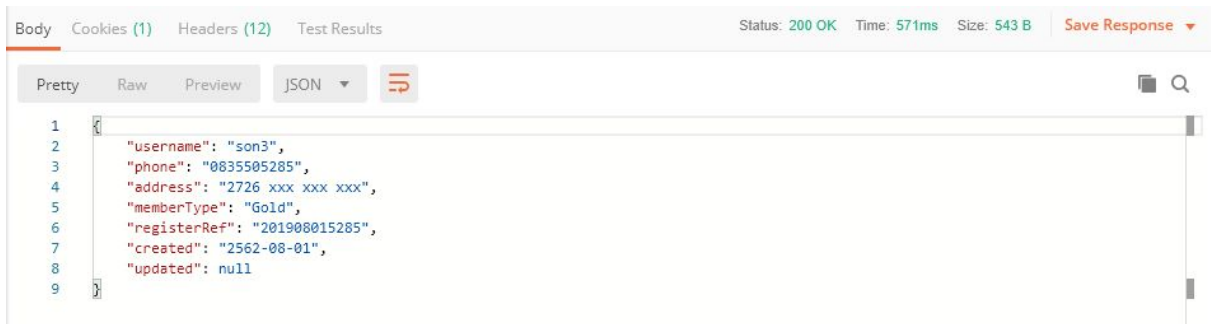 Body Cookies (1) Headers (12) Test Results Status: 200 OK Time: 571ms Size: 543 B Save Response
Pretty Raw Preview JSON
1 {
2 "username": "son3",
3 "phone": "0835505285",
4 "address": "2726 xxx xxx xxx",
5 "memberType": "Gold",
6 "registerRef": "201908015285",
7 "created": "2562-08-01",
8 "updated": null
9 }